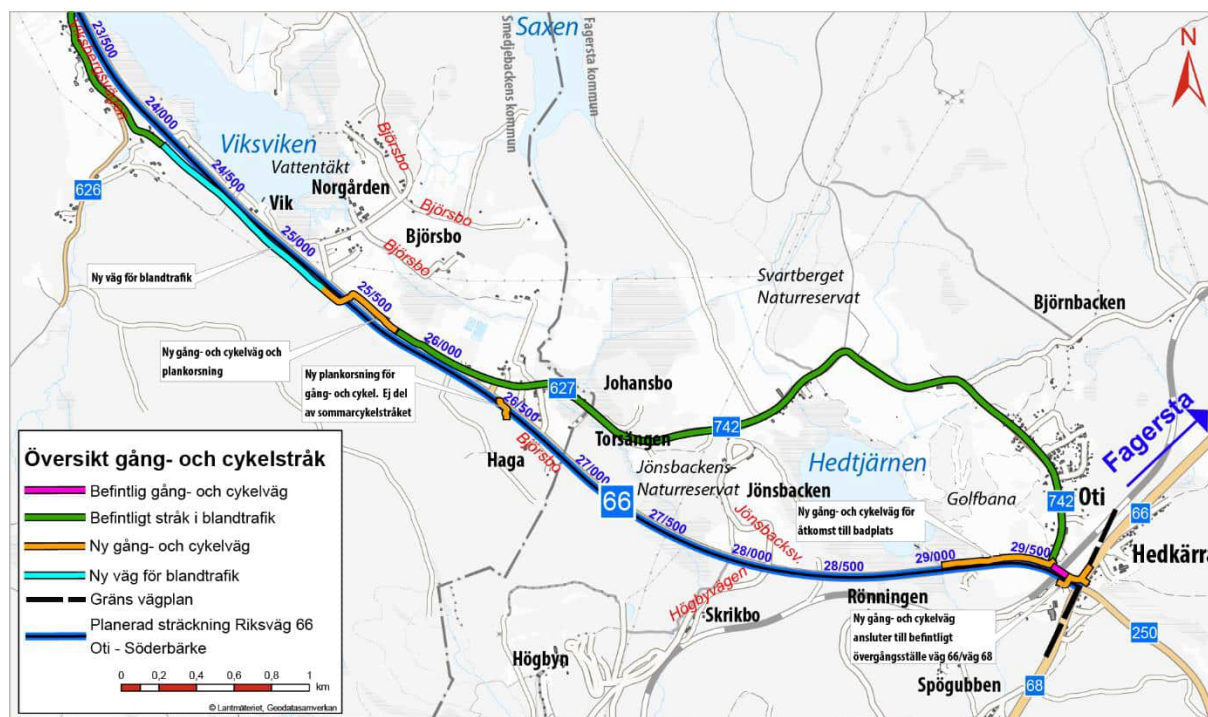 Saxen
Smedjebackens kommun
Fagersta kommun
N
23/500
Viksbergsvägen
24/000
Viksviken
Vattentäkt
24/500
Norgården
Björsbo
626
Vik
Björsbo
Björsbo
25/000
Björsbo
Ny väg för blandtrafik
25/500
Svartberget
Naturreservat
Björnbacken
26/000
Ny gång- och cykelväg och
plankorsning
Ny plankorsning för
gång- och cykel. Ej del
av sommarcykelstråket
627
Johansbo
26/500
742
Torsängen
Haga
Björsbo
27/000
Jönsbackens-
Naturreservat
Hedtjärnen
Jönsbacken
Golfbana
Fagersta
Oti
742
66
66
Ny gång- och cykelväg för
åtkomst till badplats
Jönsbacksv.
27/500
28/000
28/500
29/000
29/500
Hedkärra
Rönningen
Högbyvägen
Skrikbo
Ny gång- och cykelväg
ansluter till befintligt
övergångsställe väg 66/väg 68
250
Högbyn
Spögubben
68
Översikt gång- och cykelstråk
Befintlig gång- och cykelväg
Befintligt stråk i blandtrafik
Ny gång- och cykelväg
Ny väg för blandtrafik
Gräns vägplan
Planerad sträckning Riksväg 66
Oti - Söderbärke
0 0,2 0,4 0,6 0,8 1
km
© Lantmäteriet, Geodatasamverkan